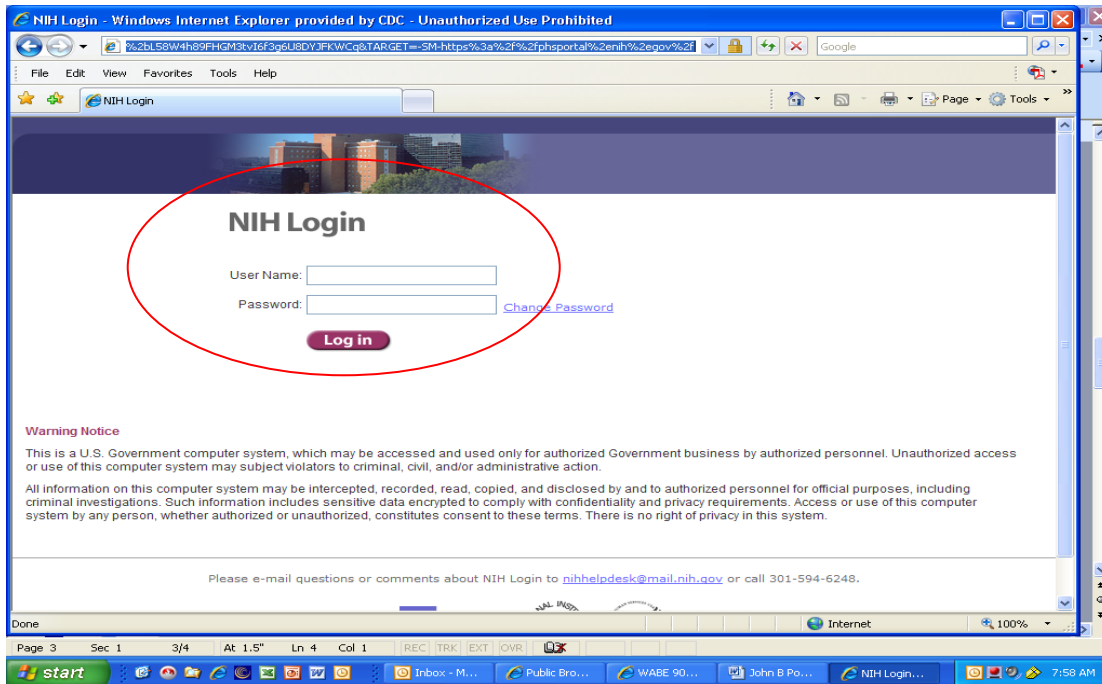 NIH Login - Windows Internet Explorer provided by CDC - Unauthorized Use Prohibited
%2bL58W4h89FHGM3tvI6f3g6U8DYJFKWCq&TARGET=-SM-https%3a%2f%2fphsportal%2enih%2egov%2f
Google
File Edit View Favorites Tools Help
NIH Login
Page Tools
NIH Login
User Name:
Password:
Change Password
Log in
Warning Notice
This is a U.S. Government computer system, which may be accessed and used only for authorized Government business by authorized personnel. Unauthorized access
or use of this computer system may subject violators to criminal, civil, and/or administrative action.
All information on this computer system may be intercepted, recorded, read, copied, and disclosed by and to authorized personnel for official purposes, including
criminal investigations. Such information includes sensitive data encrypted to comply with confidentiality and privacy requirements. Access or use of this computer
system by any person, whether authorized or unauthorized, constitutes consent to these terms. There is no right of privacy in this system.
Please e-mail questions or comments about NIH Login to nihhelpdesk@mail.nih.gov or call 301-594-6248.
Done
Internet
100%
Page 3 Sec 1 3/4 At 1.5" Ln 4 Col 1 REC TRK EXT OVR
start
Inbox - M...
Public Bro...
WABE 90...
John B Po...
NIH Login...
7:58 AM